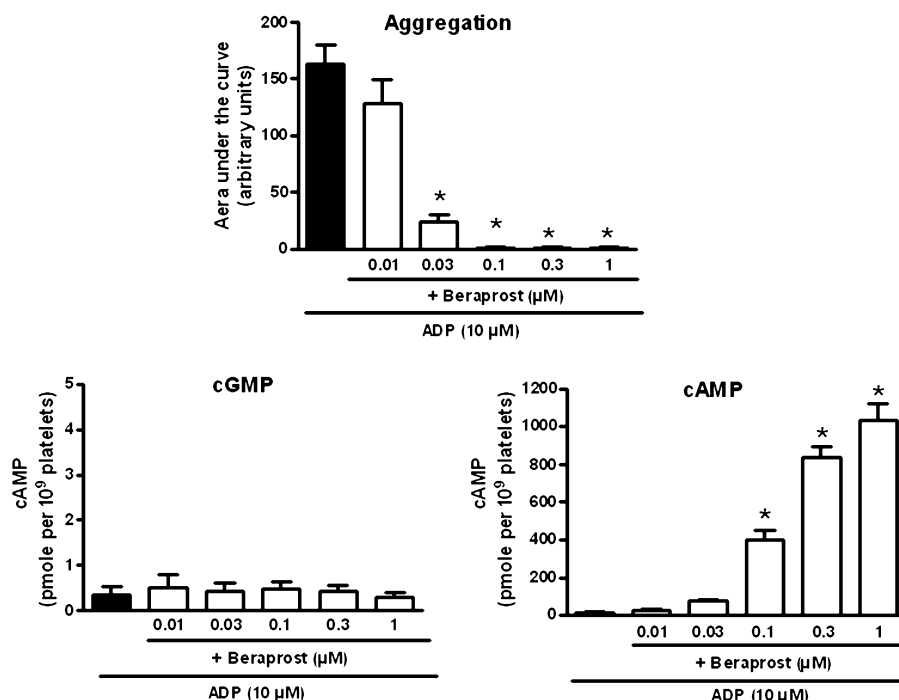 Aggregation
Aera under the curve
(arbitrary units)
200
150
100
50
0
*
*
*
*
0.01 0.03 0.1 0.3 1
+ Beraprost (µM)
ADP (10 µM)
cGMP
cAMP
(pmole per 10⁹ platelets)
5
4
3
2
1
0
0.01 0.03 0.1 0.3 1
+ Beraprost (µM)
ADP (10 µM)
cAMP
cAMP
(pmole per 10⁹ platelets)
1200
1000
800
600
400
200
0
*
*
*
0.01 0.03 0.1 0.3 1
+ Beraprost (µM)
ADP (10 µM)